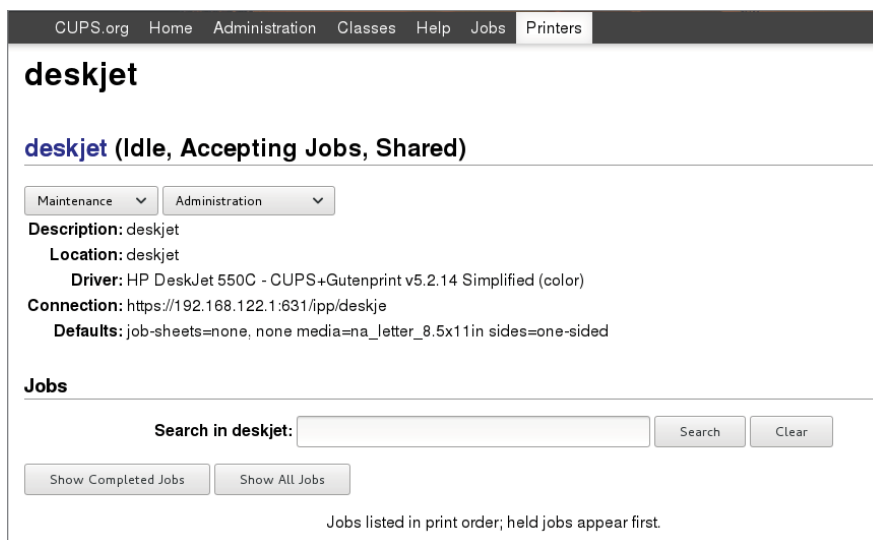 CUPS.org Home Administration Classes Help Jobs Printers
deskjet
deskjet (Idle, Accepting Jobs, Shared)
Maintenance Administration
Description: deskjet
Location: deskjet
Driver: HP DeskJet 550C - CUPS+Gutenprint v5.2.14 Simplified (color)
Connection: https://192.168.122.1:631/ipp/deskje
Defaults: job-sheets=none, none media=na_letter_8.5x11in sides=one-sided
Jobs
Search in deskjet: Search Clear
Show Completed Jobs Show All Jobs
Jobs listed in print order; held jobs appear first.